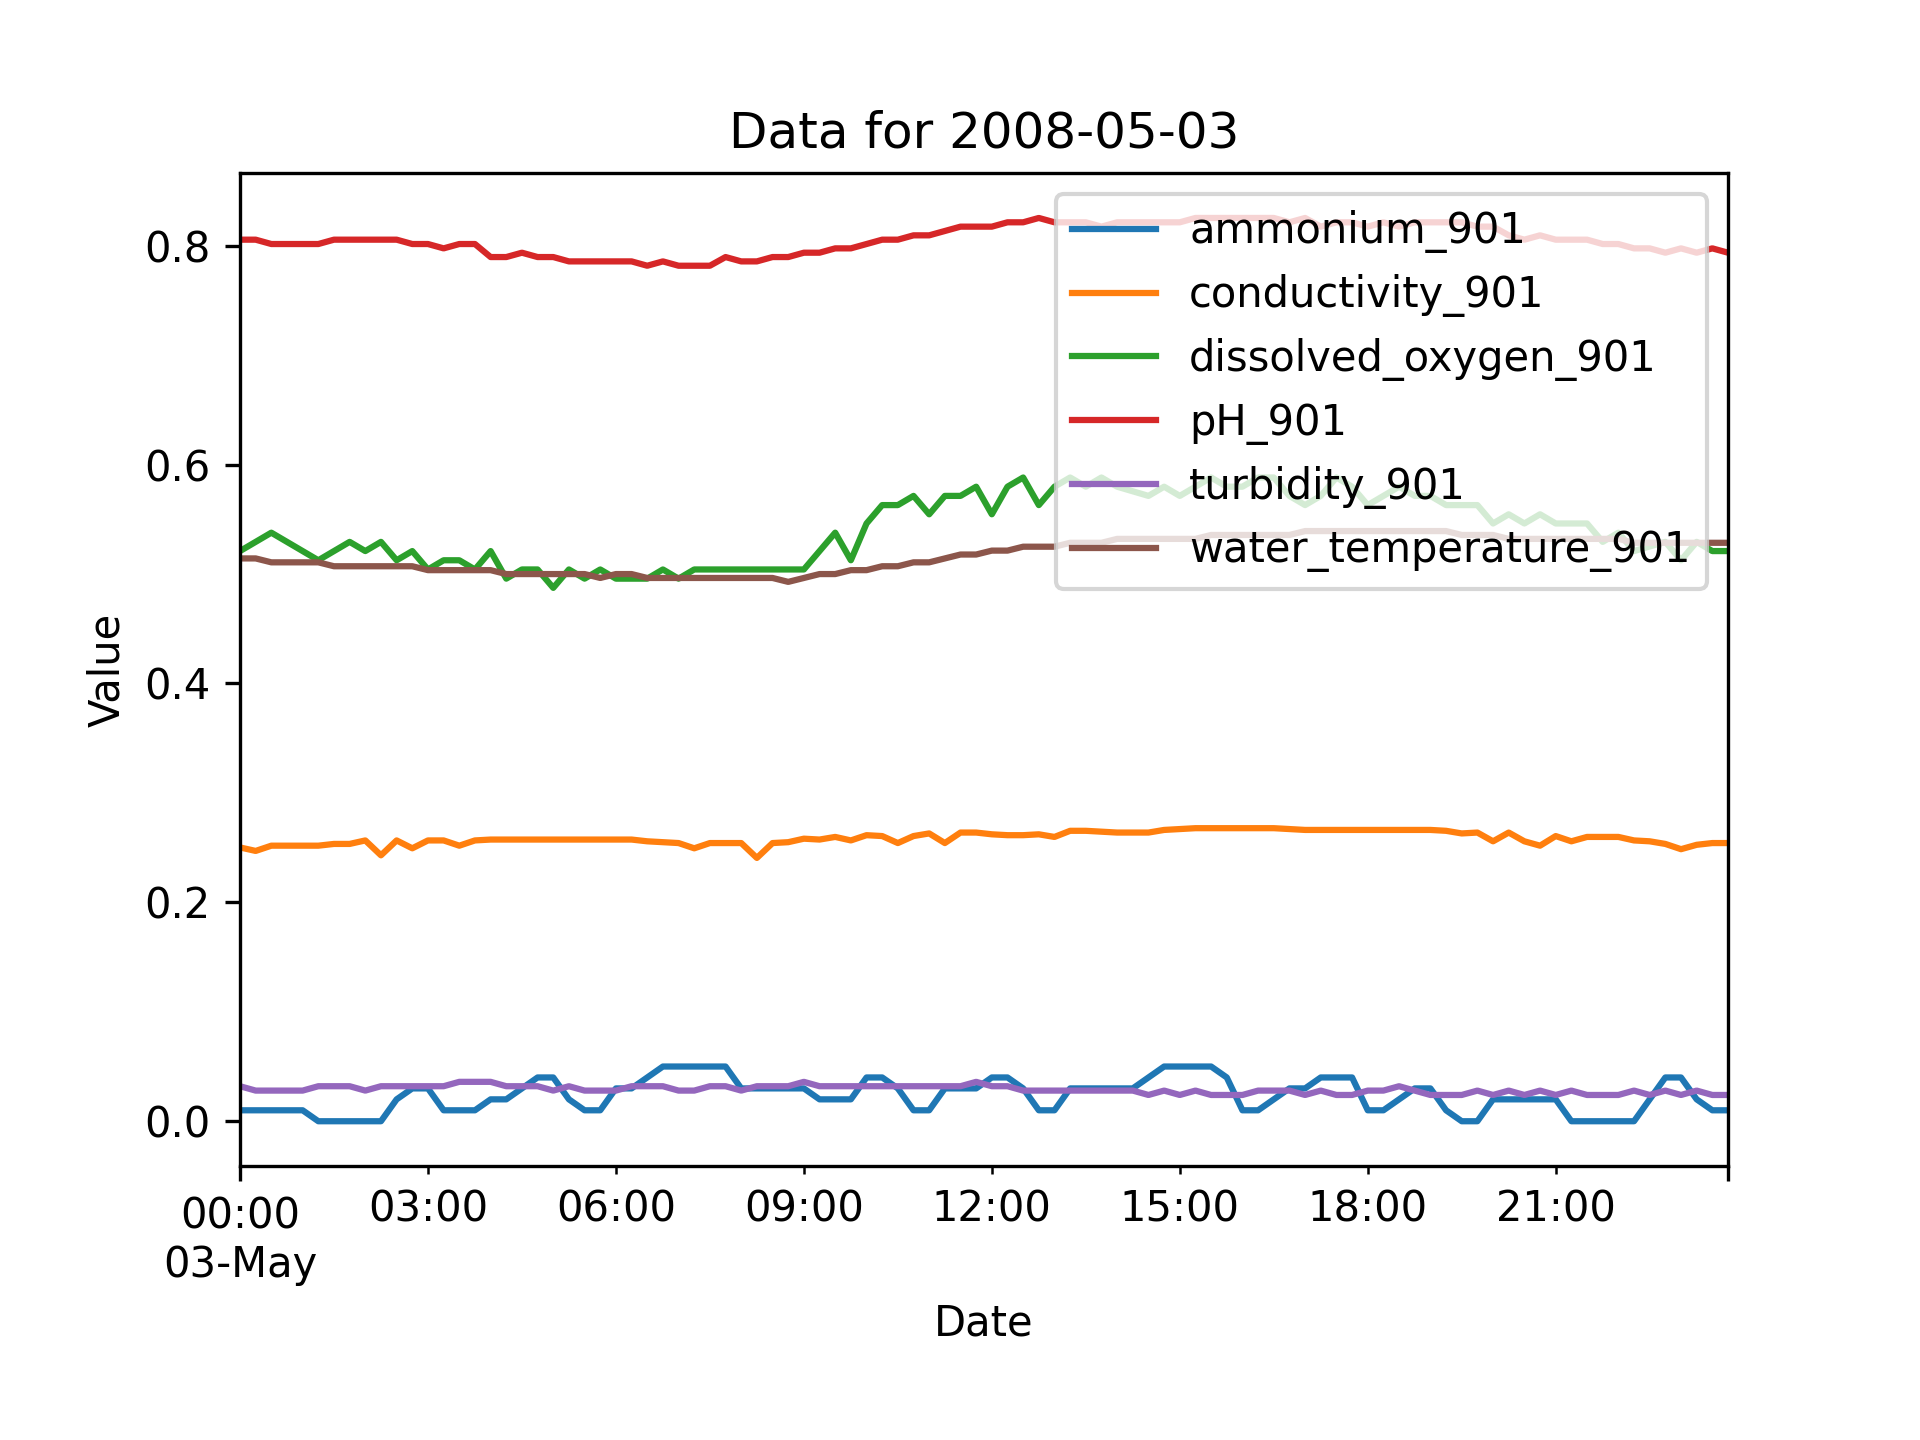 Data for 2008-05-03
ammonium_901
conductivity_901
dissolved_oxygen_901
pH_901
turbidity_901
water_temperature_901
0.8
0.6
0.4
0.2
0.0
Value
00:00 03:00 06:00 09:00 12:00 15:00 18:00 21:00
03-May
Date